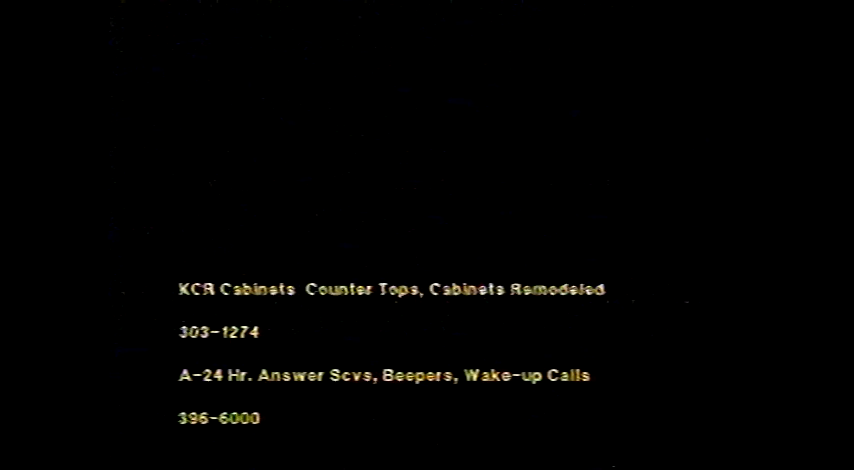 KCR Cabinets  Counter Tops, Cabinets Remodeled
303-1274
A-24 Hr. Answer Scvs, Beepers, Wake-up Calls
396-6000